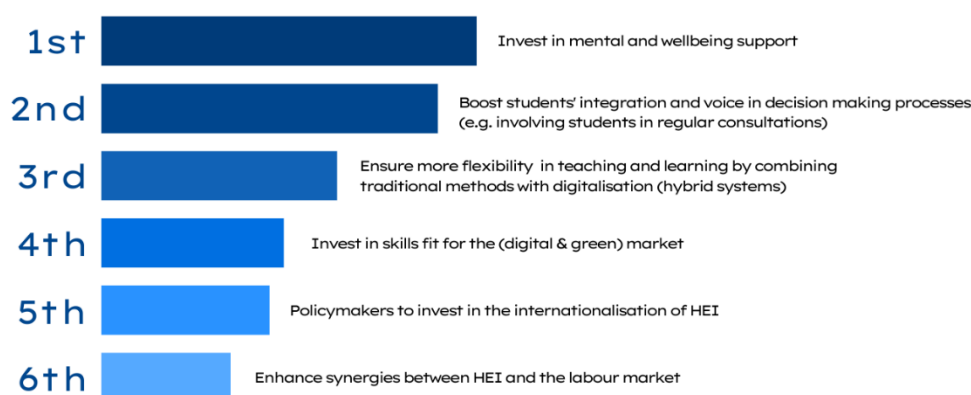 1st
Invest in mental and wellbeing support
2nd
Boost students' integration and voice in decision making processes
(e.g. involving students in regular consultations)
3rd
Ensure more flexibility in teaching and learning by combining
traditional methods with digitalisation (hybrid systems)
4th
Invest in skills fit for the (digital & green) market
5th
Policymakers to invest in the internationalisation of HEI
6th
Enhance synergies between HEI and the labour market